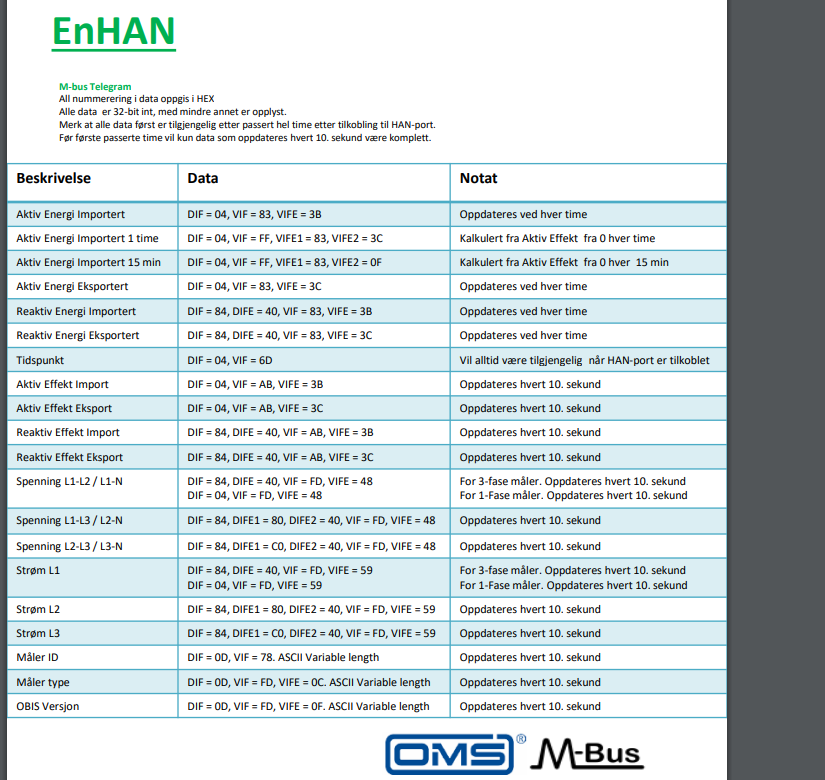 EnHAN
M-bus Telegram
All nummerering i data oppgis i HEX
Alle data er 32-bit int, med mindre annet er opplyst.
Merk at alle data først er tilgjengelig etter passert hel time etter tilkobling til HAN-port.
Før første passerte time vil kun data som oppdateres hvert 10. sekund være komplett.
Beskrivelse Data Notat
Aktiv Energi Importert DIF = 04, VIF = 83, VIFE = 3B Oppdateres ved hver time
Aktiv Energi Importert 1 time DIF = 04, VIF = FF, VIFE1 = 83, VIFE2 = 3C Kalkulert fra Aktiv Effekt fra 0 hver time
Aktiv Energi Importert 15 min DIF = 04, VIF = FF, VIFE1 = 83, VIFE2 = 0F Kalkulert fra Aktiv Effekt fra 0 hver 15 min
Aktiv Energi Eksportert DIF = 04, VIF = 83, VIFE = 3C Oppdateres ved hver time
Reaktiv Energi Importert DIF = 84, DIFE = 40, VIF = 83, VIFE = 3B Oppdateres ved hver time
Reaktiv Energi Eksportert DIF = 84, DIFE = 40, VIF = 83, VIFE = 3C Oppdateres ved hver time
Tidspunkt DIF = 04, VIF = 6D Vil alltid være tilgjengelig når HAN-port er tilkoblet
Aktiv Effekt Import DIF = 04, VIF = AB, VIFE = 3B Oppdateres hvert 10. sekund
Aktiv Effekt Eksport DIF = 04, VIF = AB, VIFE = 3C Oppdateres hvert 10. sekund
Reaktiv Effekt Import DIF = 84, DIFE = 40, VIF = AB, VIFE = 3B Oppdateres hvert 10. sekund
Reaktiv Effekt Eksport DIF = 84, DIFE = 40, VIF = AB, VIFE = 3C Oppdateres hvert 10. sekund
Spenning L1-L2 / L1-N DIF = 84, DIFE = 40, VIF = FD, VIFE = 48 For 3-fase måler. Oppdateres hvert 10. sekund
DIF = 04, VIF = FD, VIFE = 48 For 1-Fase måler. Oppdateres hvert 10. sekund
Spenning L1-L3 / L2-N DIF = 84, DIFE1 = 80, DIFE2 = 40, VIF = FD, VIFE = 48 Oppdateres hvert 10. sekund
Spenning L2-L3 / L3-N DIF = 84, DIFE1 = C0, DIFE2 = 40, VIF = FD, VIFE = 48 Oppdateres hvert 10. sekund
Strøm L1 DIF = 84, DIFE = 40, VIF = FD, VIFE = 59 For 3-fase måler. Oppdateres hvert 10. sekund
DIF = 04, VIF = FD, VIFE = 59 For 1-Fase måler. Oppdateres hvert 10. sekund
Strøm L2 DIF = 84, DIFE1 = 80, DIFE2 = 40, VIF = FD, VIFE = 59 Oppdateres hvert 10. sekund
Strøm L3 DIF = 84, DIFE1 = C0, DIFE2 = 40, VIF = FD, VIFE = 59 Oppdateres hvert 10. sekund
Måler ID DIF = 0D, VIF = 78. ASCII Variable length Oppdateres hvert 10. sekund
Måler type DIF = 0D, VIF = FD, VIFE = 0C. ASCII Variable length Oppdateres hvert 10. sekund
OBIS Versjon DIF = 0D, VIF = FD, VIFE = 0F. ASCII Variable length Oppdateres hvert 10. sekund
OMS® M-Bus